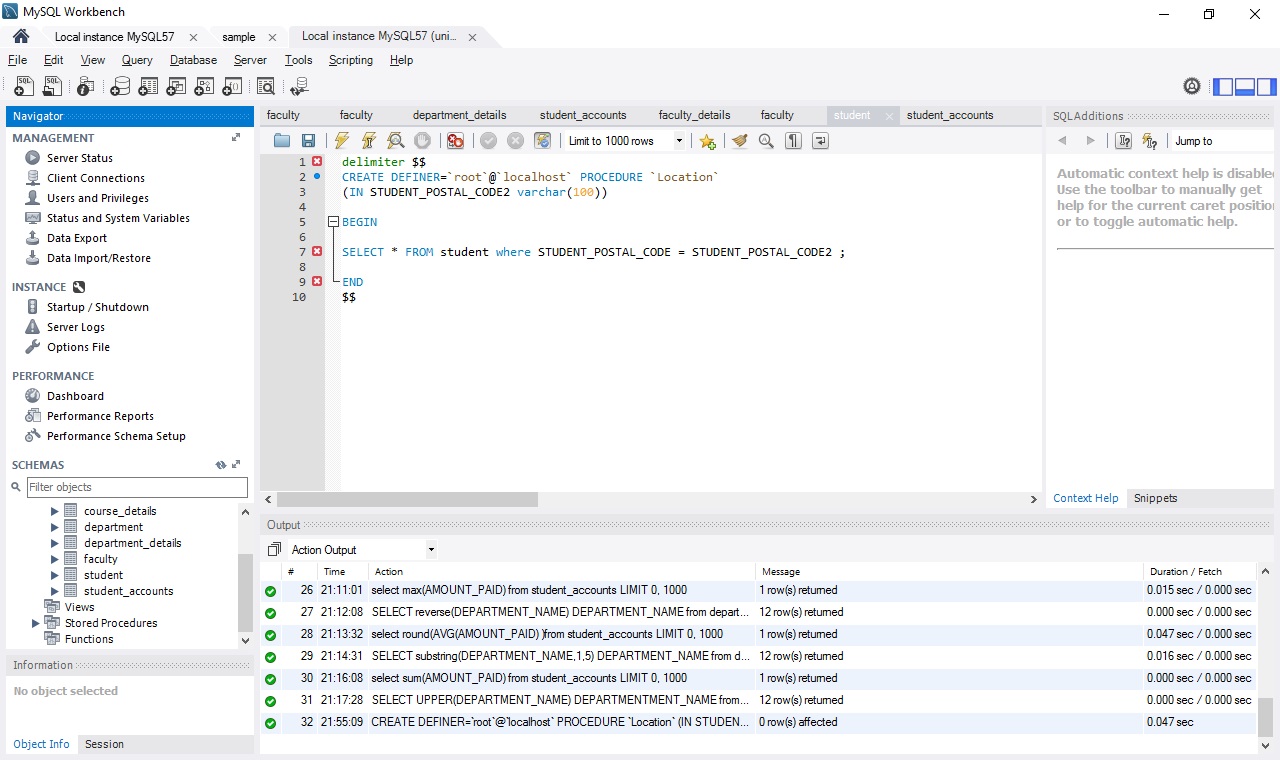 MySQL Workbench
Local instance MySQL57
sample
Local instance MySQL57 (uni...
File Edit View Query Database Server Tools Scripting Help
Navigator
MANAGEMENT
Server Status
Client Connections
Users and Privileges
Status and System Variables
Data Export
Data Import/Restore
INSTANCE
Startup / Shutdown
Server Logs
Options File
PERFORMANCE
Dashboard
Performance Reports
Performance Schema Setup
SCHEMAS
Filter objects
course_details
department
department_details
faculty
student
student_accounts
Views
Stored Procedures
Functions
Information
No object selected
Object Info Session
faculty faculty department_details student_accounts faculty_details faculty student student_accounts
Limit to 1000 rows
1 delimiter $$
2 CREATE DEFINER=`root`@`localhost` PROCEDURE `Location`
3 (IN STUDENT_POSTAL_CODE2 varchar(100))
4
5 BEGIN
6
7 SELECT * FROM student where STUDENT_POSTAL_CODE = STUDENT_POSTAL_CODE2 ;
8
9 END
10 $$
SQLAdditions
Jump to
Automatic context help is disabled
Use the toolbar to manually get
help for the current caret position
or to toggle automatic help.
Context Help Snippets
Output
Action Output
# Time Action Message Duration / Fetch
26 21:11:01 select max(AMOUNT_PAID) from student_accounts LIMIT 0, 1000 1 row(s) returned 0.015 sec / 0.000 sec
27 21:12:08 SELECT reverse(DEPARTMENT_NAME) DEPARTMENT_NAME from depart... 12 row(s) returned 0.000 sec / 0.000 sec
28 21:13:32 select round(AVG(AMOUNT_PAID) )from student_accounts LIMIT 0, 1000 1 row(s) returned 0.047 sec / 0.000 sec
29 21:14:31 SELECT substring(DEPARTMENT_NAME,1,5) DEPARTMENT_NAME from d... 12 row(s) returned 0.016 sec / 0.000 sec
30 21:16:08 select sum(AMOUNT_PAID) from student_accounts LIMIT 0, 1000 1 row(s) returned 0.000 sec / 0.000 sec
31 21:17:28 SELECT UPPER(DEPARTMENT_NAME) DEPARTMENTMENT_NAME from... 12 row(s) returned 0.000 sec / 0.000 sec
32 21:55:09 CREATE DEFINER=`root`@`localhost` PROCEDURE `Location` (IN STUDEN... 0 row(s) affected 0.047 sec